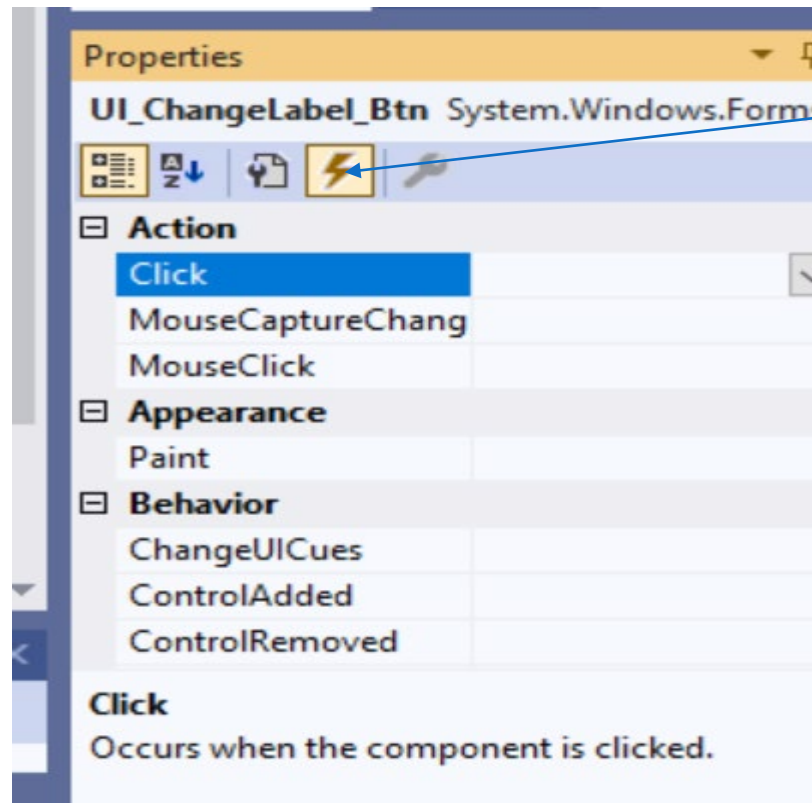 Properties
UI_ChangeLabel_Btn System.Windows.Forms
A
Z
Action
Click
MouseCaptureChang
MouseClick
Appearance
Paint
Behavior
ChangeUICues
ControlAdded
ControlRemoved
Click
Occurs when the component is clicked.